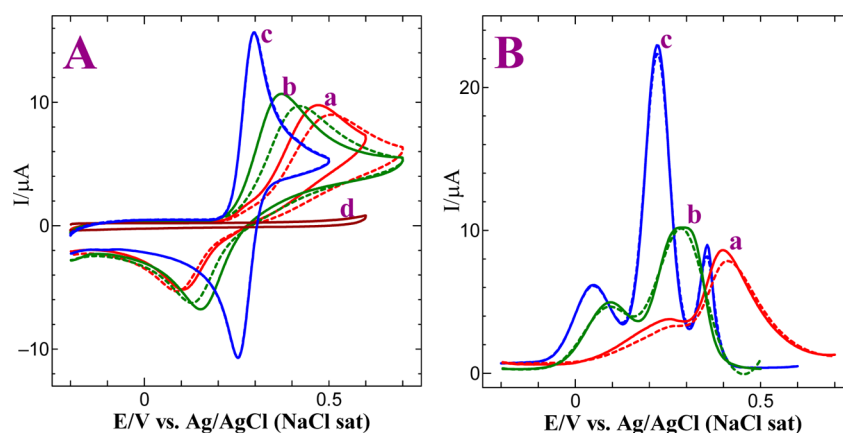 A
c
b
a
d
10
0
−10
I/µA
0
0.5
E/V vs. Ag/AgCl (NaCl sat)
B
c
b
a
20
10
0
I/µA
0
0.5
E/V vs. Ag/AgCl (NaCl sat)